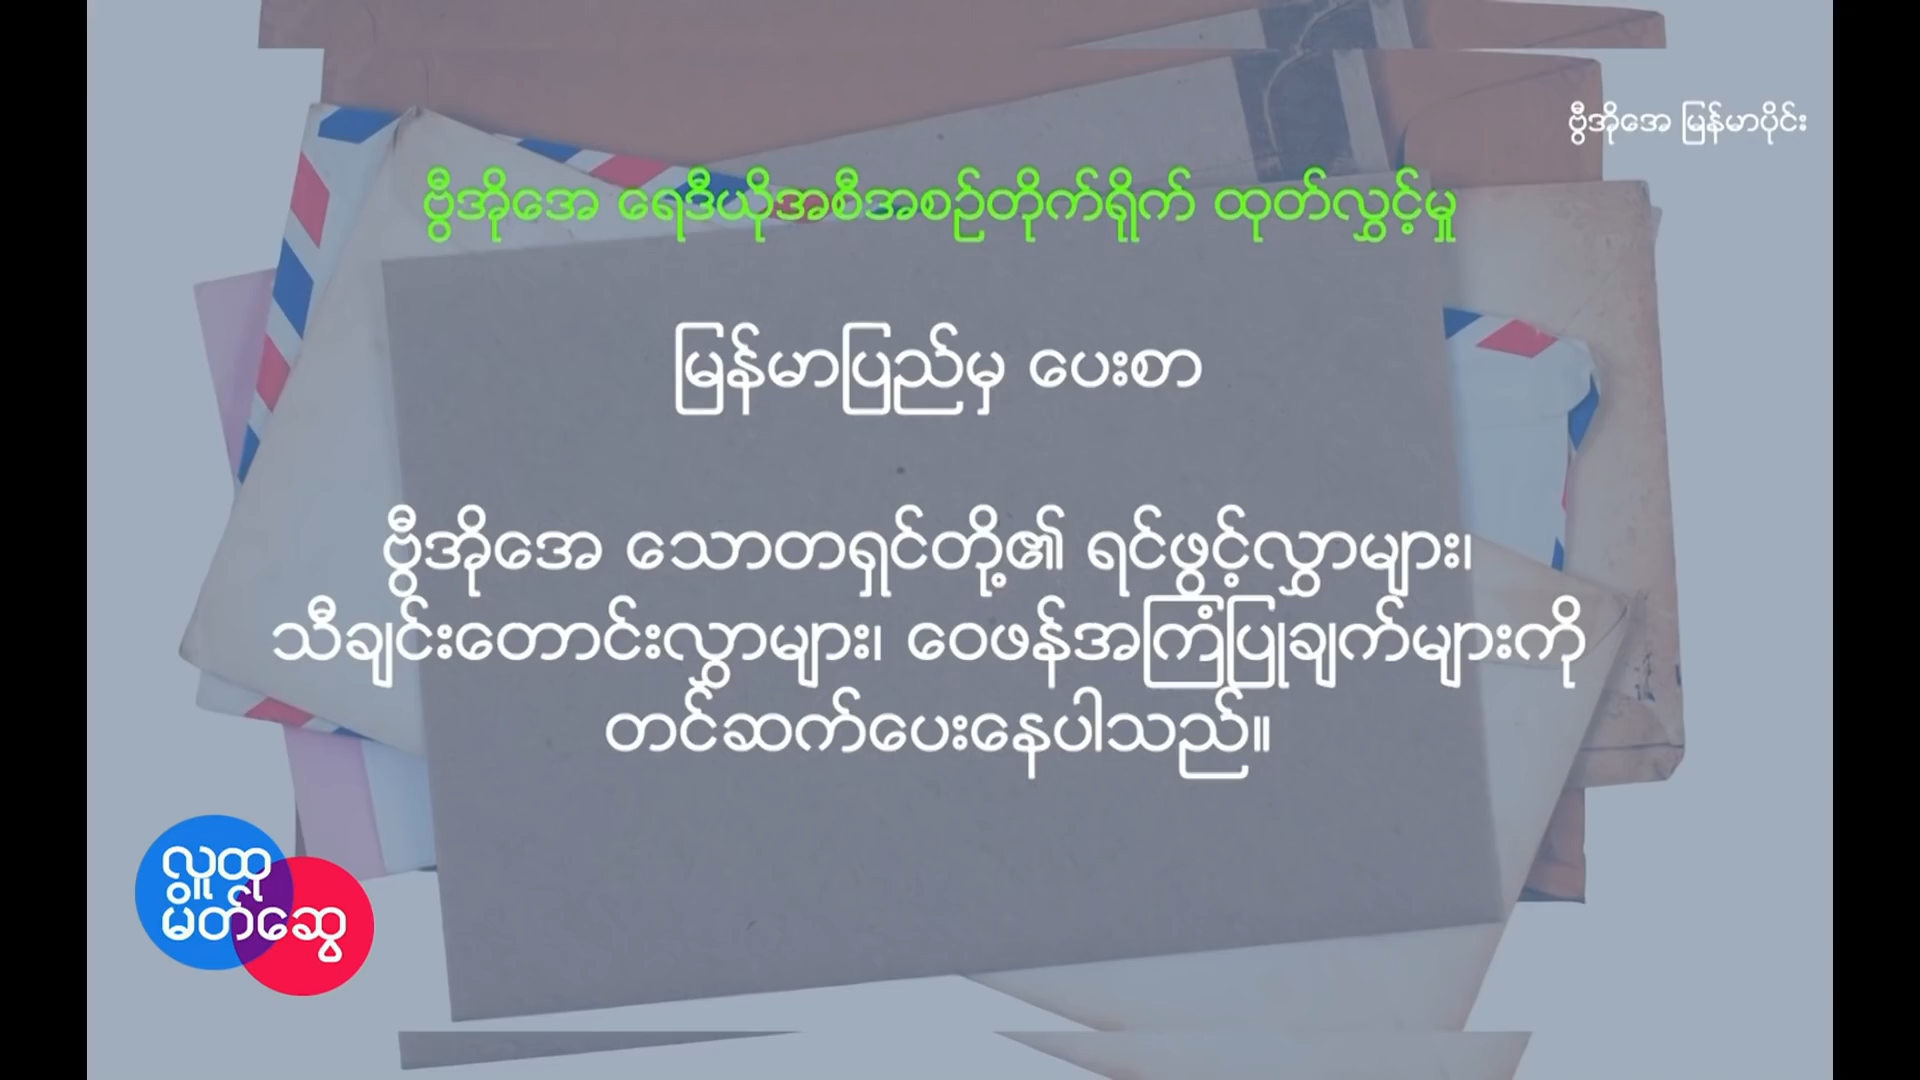 ဗွီအိုအေ မြန်မာပိုင်း
ဗွီအိုအေ ရေဒီယိုအစီအစဉ်တိုက်ရိုက် ထုတ်လွှင့်မှု
မြန်မာပြည်မှ ပေးစာ
ဗွီအိုအေ သောတရှင်တို့၏ ရင်ဖွင့်လွှာများ၊
သီချင်းတောင်းလွှာများ၊ ဝေဖန်အကြံပြုချက်များကို
တင်ဆက်ပေးနေပါသည်။
လွှထု
မိတ်ဆွေ